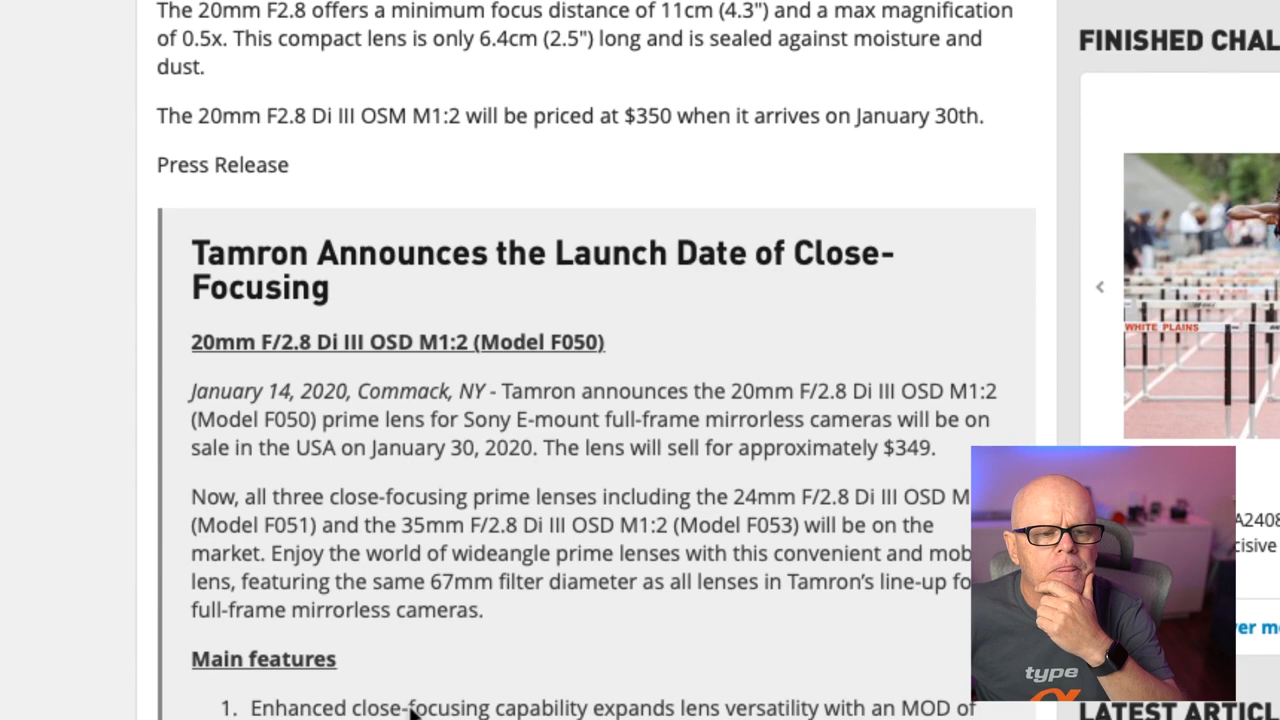 The 20mm F2.8 offers a minimum focus distance of 11cm (4.3") and a max magnification
of 0.5x. This compact lens is only 6.4cm (2.5") long and is sealed against moisture and
dust.
The 20mm F2.8 Di III OSM M1:2 will be priced at $350 when it arrives on January 30th.
Press Release
Tamron Announces the Launch Date of Close-
Focusing
20mm F/2.8 Di III OSD M1:2 (Model F050)
January 14, 2020, Commack, NY - Tamron announces the 20mm F/2.8 Di III OSD M1:2
(Model F050) prime lens for Sony E-mount full-frame mirrorless cameras will be on
sale in the USA on January 30, 2020. The lens will sell for approximately $349.
Now, all three close-focusing prime lenses including the 24mm F/2.8 Di III OSD M
(Model F051) and the 35mm F/2.8 Di III OSD M1:2 (Model F053) will be on the
market. Enjoy the world of wideangle prime lenses with this convenient and mob
lens, featuring the same 67mm filter diameter as all lenses in Tamron's line-up fo
full-frame mirrorless cameras.
Main features
1. Enhanced close-focusing capability expands lens versatility with an MOD of
FINISHED CHAL
WHITE PLAINS
A2408
cisive
er m
LATEST ARTICL
type